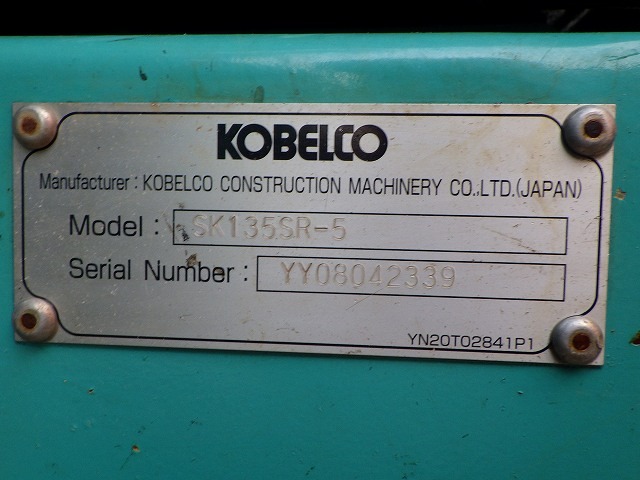 KOBELCO
Manufacturer : KOBELCO CONSTRUCTION MACHINERY CO.,LTD.(JAPAN)
Model : SK135SR-5
Serial Number : YY08042339
YN20T02841P1